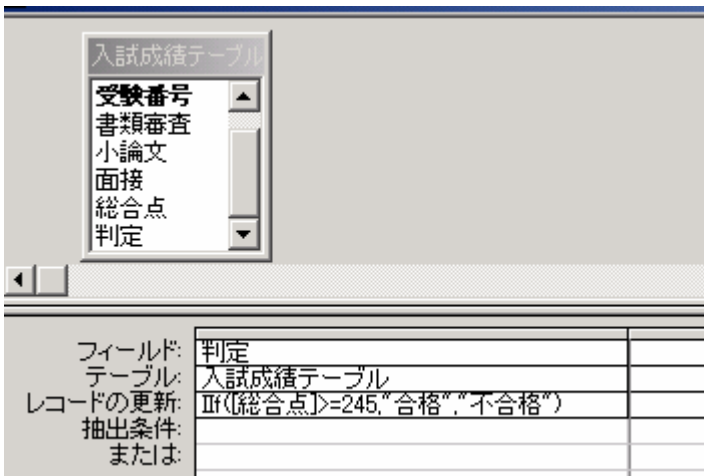 入試成績テーブル
受験番号
書類審査
小論文
面接
総合点
判定
フィールド: 判定
テーブル: 入試成績テーブル
レコードの更新: IIf([総合点]>=245,"合格","不合格")
抽出条件:
または: